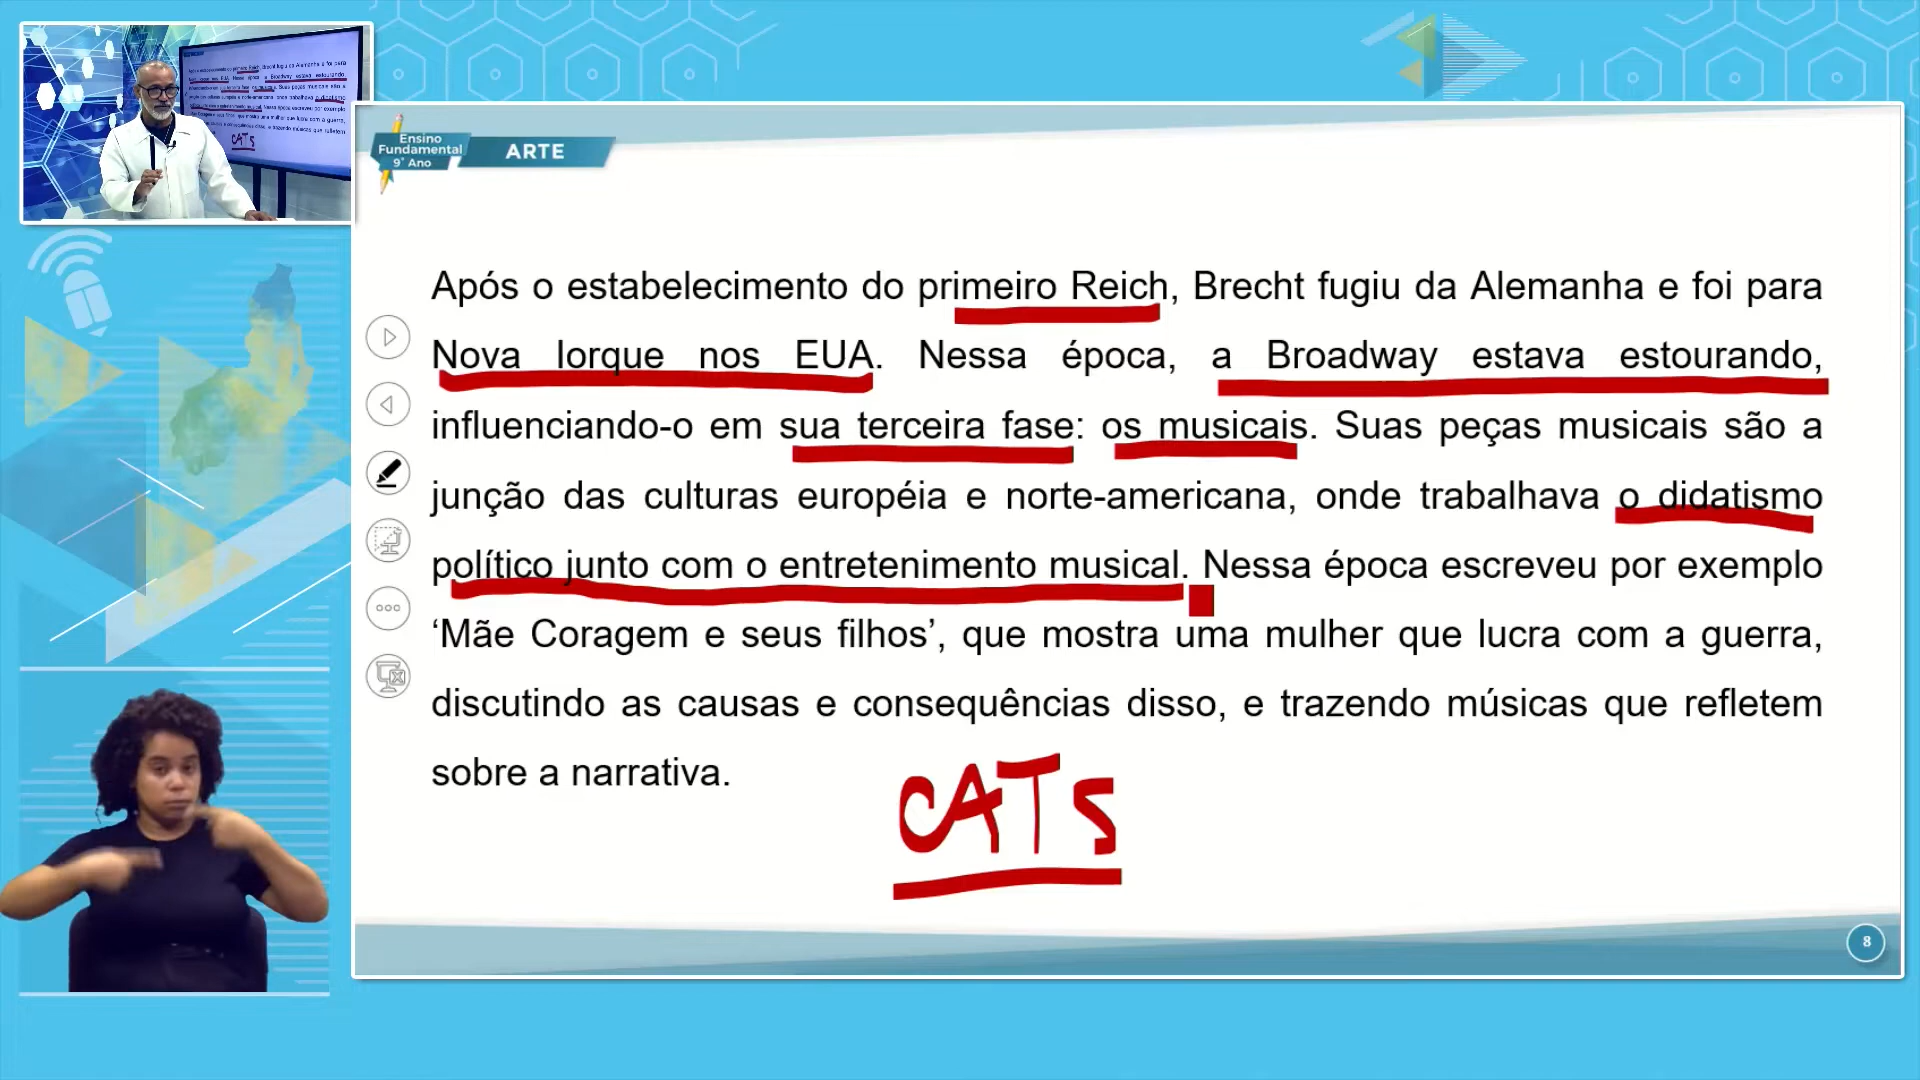 Ensino
Fundamental
9° Ano
ARTE
Após o estabelecimento do primeiro Reich, Brecht fugiu da Alemanha e foi para
Nova Iorque nos EUA. Nessa época, a Broadway estava estourando,
influenciando-o em sua terceira fase: os musicais. Suas peças musicais são a
junção das culturas européia e norte-americana, onde trabalhava o didatismo
político junto com o entretenimento musical. Nessa época escreveu por exemplo
‘Mãe Coragem e seus filhos’, que mostra uma mulher que lucra com a guerra,
discutindo as causas e consequências disso, e trazendo músicas que refletem
sobre a narrativa.
CATS
8